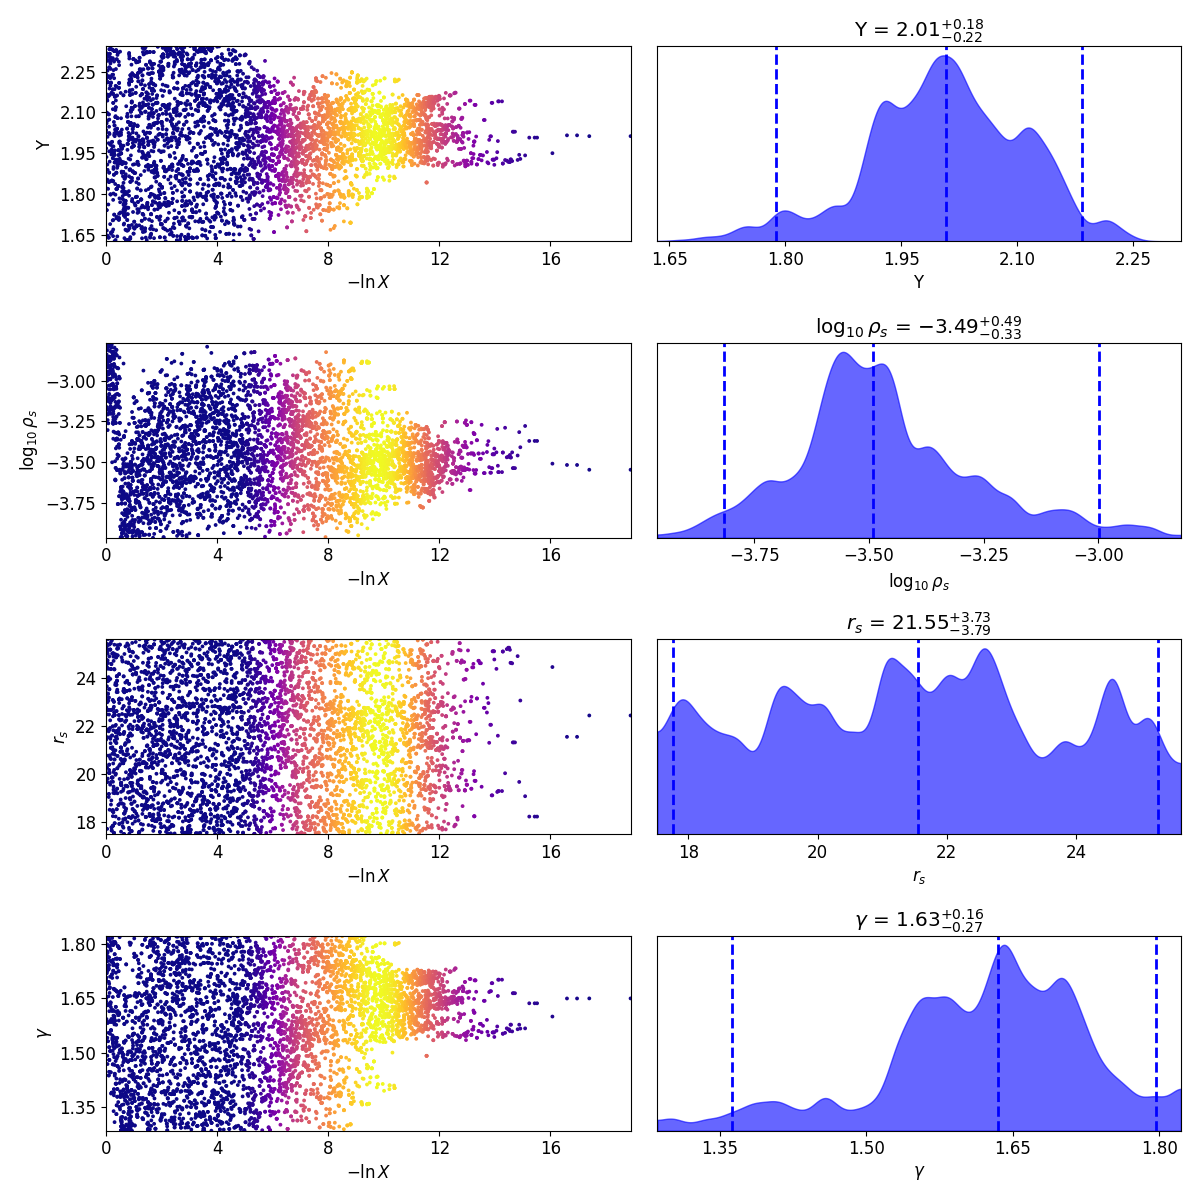 Y = 2.01^{+0.18}_{-0.22}
2.25
2.10
1.95
1.80
1.65
Y
0 4 8 12 16
−ln X
1.65 1.80 1.95 2.10 2.25
Y
log₁₀ ρₛ = −3.49^{+0.49}_{−0.33}
−3.00
−3.25
−3.50
−3.75
log₁₀ ρₛ
0 4 8 12 16
−ln X
−3.75 −3.50 −3.25 −3.00
log₁₀ ρₛ
rₛ = 21.55^{+3.73}_{−3.79}
24
22
20
18
rₛ
0 4 8 12 16
−ln X
18 20 22 24
rₛ
γ = 1.63^{+0.16}_{−0.27}
1.80
1.65
1.50
1.35
γ
0 4 8 12 16
−ln X
1.35 1.50 1.65 1.80
γ